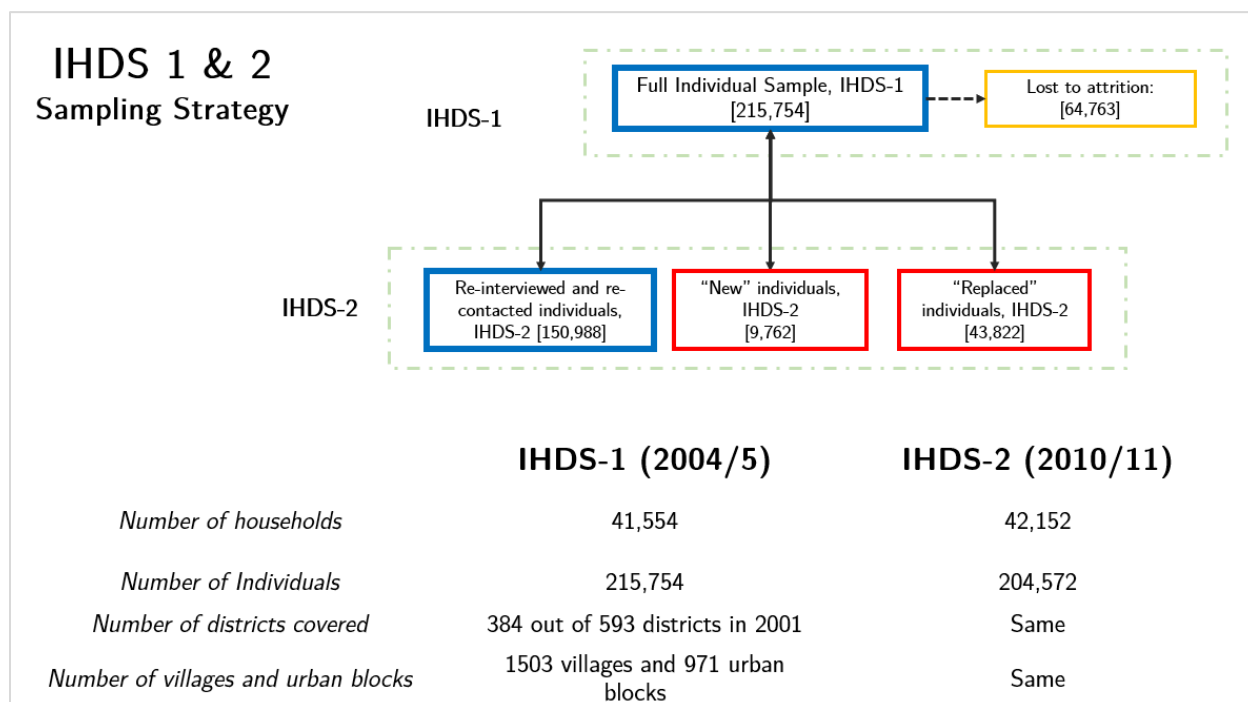 IHDS 1 & 2
Sampling Strategy
IHDS-1
Full Individual Sample, IHDS-1
[215,754]
Lost to attrition:
[64,763]
IHDS-2
Re-interviewed and re-
contacted individuals,
IHDS-2 [150,988]
“New” individuals,
IHDS-2
[9,762]
“Replaced”
individuals, IHDS-2
[43,822]
IHDS-1 (2004/5) IHDS-2 (2010/11)
Number of households 41,554 42,152
Number of Individuals 215,754 204,572
Number of districts covered 384 out of 593 districts in 2001 Same
Number of villages and urban blocks 1503 villages and 971 urban
blocks Same